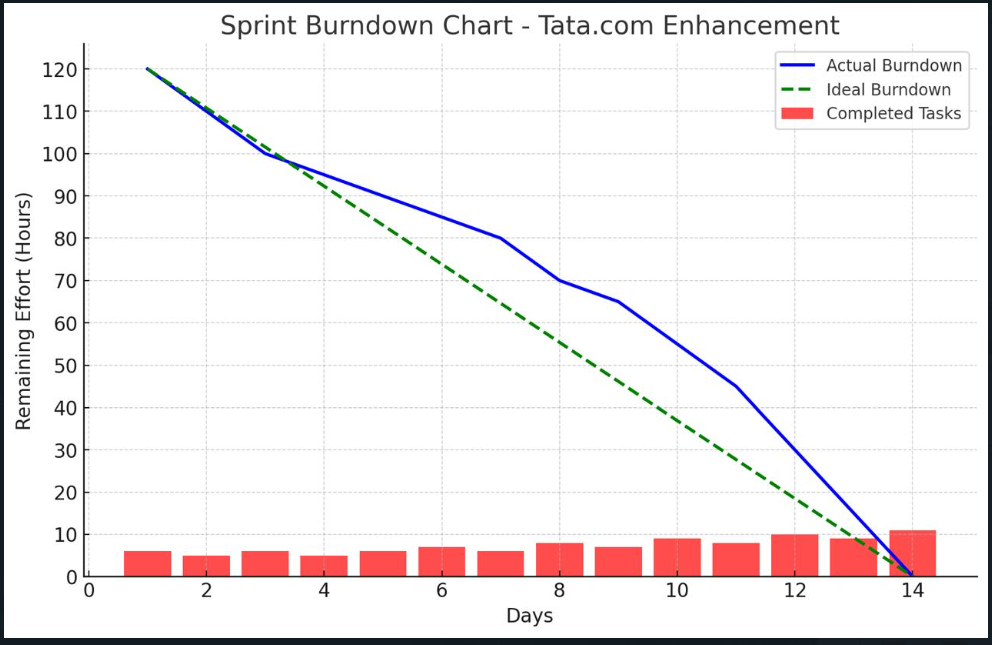 Sprint Burndown Chart - Tata.com Enhancement
Actual Burndown
Ideal Burndown
Completed Tasks
Remaining Effort (Hours)
120
110
100
90
80
70
60
50
40
30
20
10
0
0 2 4 6 8 10 12 14
Days